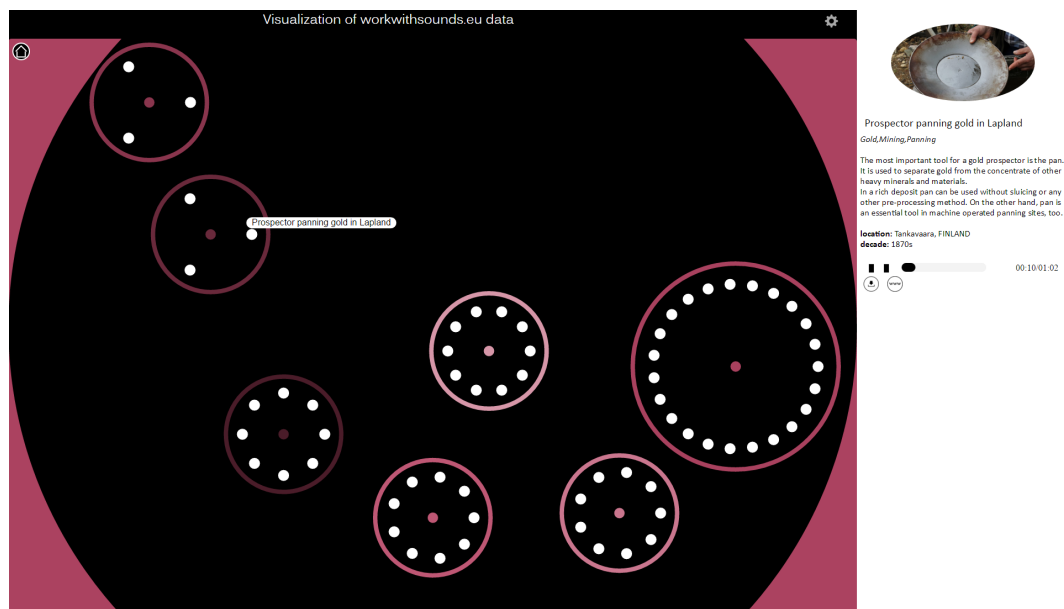 Visualization of workwithsounds.eu data
Prospector panning gold in Lapland
Prospector panning gold in Lapland
Gold,Mining,Panning
The most important tool for a gold prospector is the pan.
It is used to separate gold from the concentrate of other
heavy minerals and materials.
In a rich deposit pan can be used without sluicing or any
other pre-processing method. On the other hand, pan is
an essential tool in machine operated panning sites, too.
location: Tankavaara, FINLAND
decade: 1870s
00:10/01:02
www